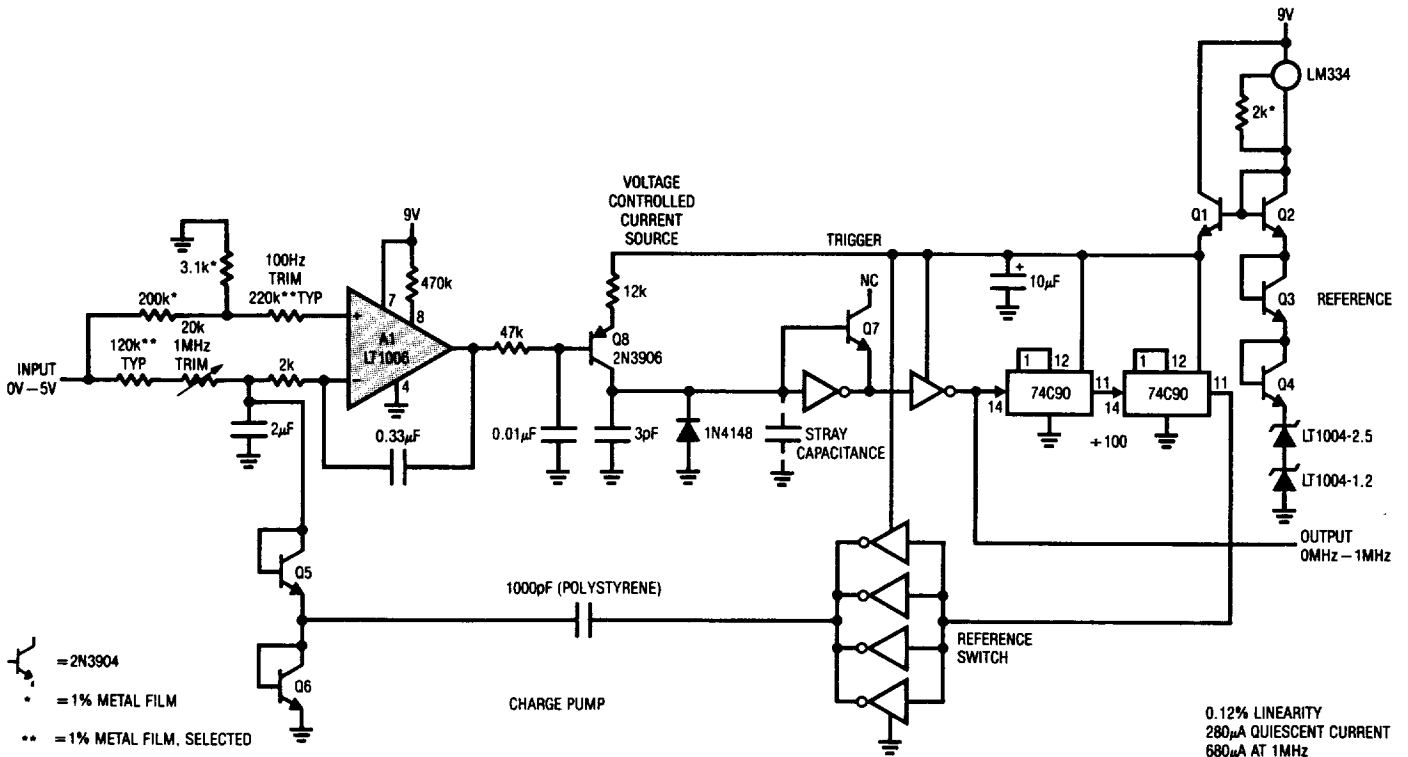 9V
LM334
2k*
Q1
Q2
VOLTAGE
CONTROLLED
CURRENT
SOURCE
TRIGGER
9V
3.1k*
100Hz
TRIM
220k**TYP
470k
12k
10µF
+
Q3
REFERENCE
NC
Q7
200k*
7
8
+
A1
LT1006
47k
Q8
2N3906
20k
1MHz
TRIM
120k**
TYP
INPUT
0V–5V
2k
–
4
1
12
1
12
Q4
74C90
11
74C90
11
14
14
÷100
2µF
0.33µF
0.01µF
3pF
1N4148
STRAY
CAPACITANCE
LT1004-2.5
LT1004-1.2
OUTPUT
0MHz–1MHz
Q5
1000pF (POLYSTYRENE)
REFERENCE
SWITCH
Q6
= 2N3904
* = 1% METAL FILM
** = 1% METAL FILM, SELECTED
CHARGE PUMP
0.12% LINEARITY
280µA QUIESCENT CURRENT
680µA AT 1MHz